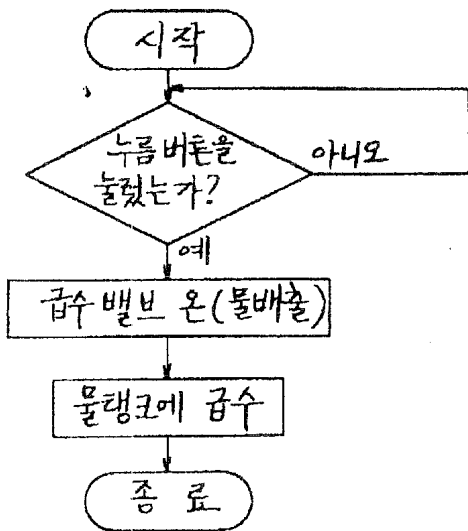 시작
누름버튼을
눌렀는가?
아니오
예
급수 밸브 온(물배출)
물탱크에 급수
종 료